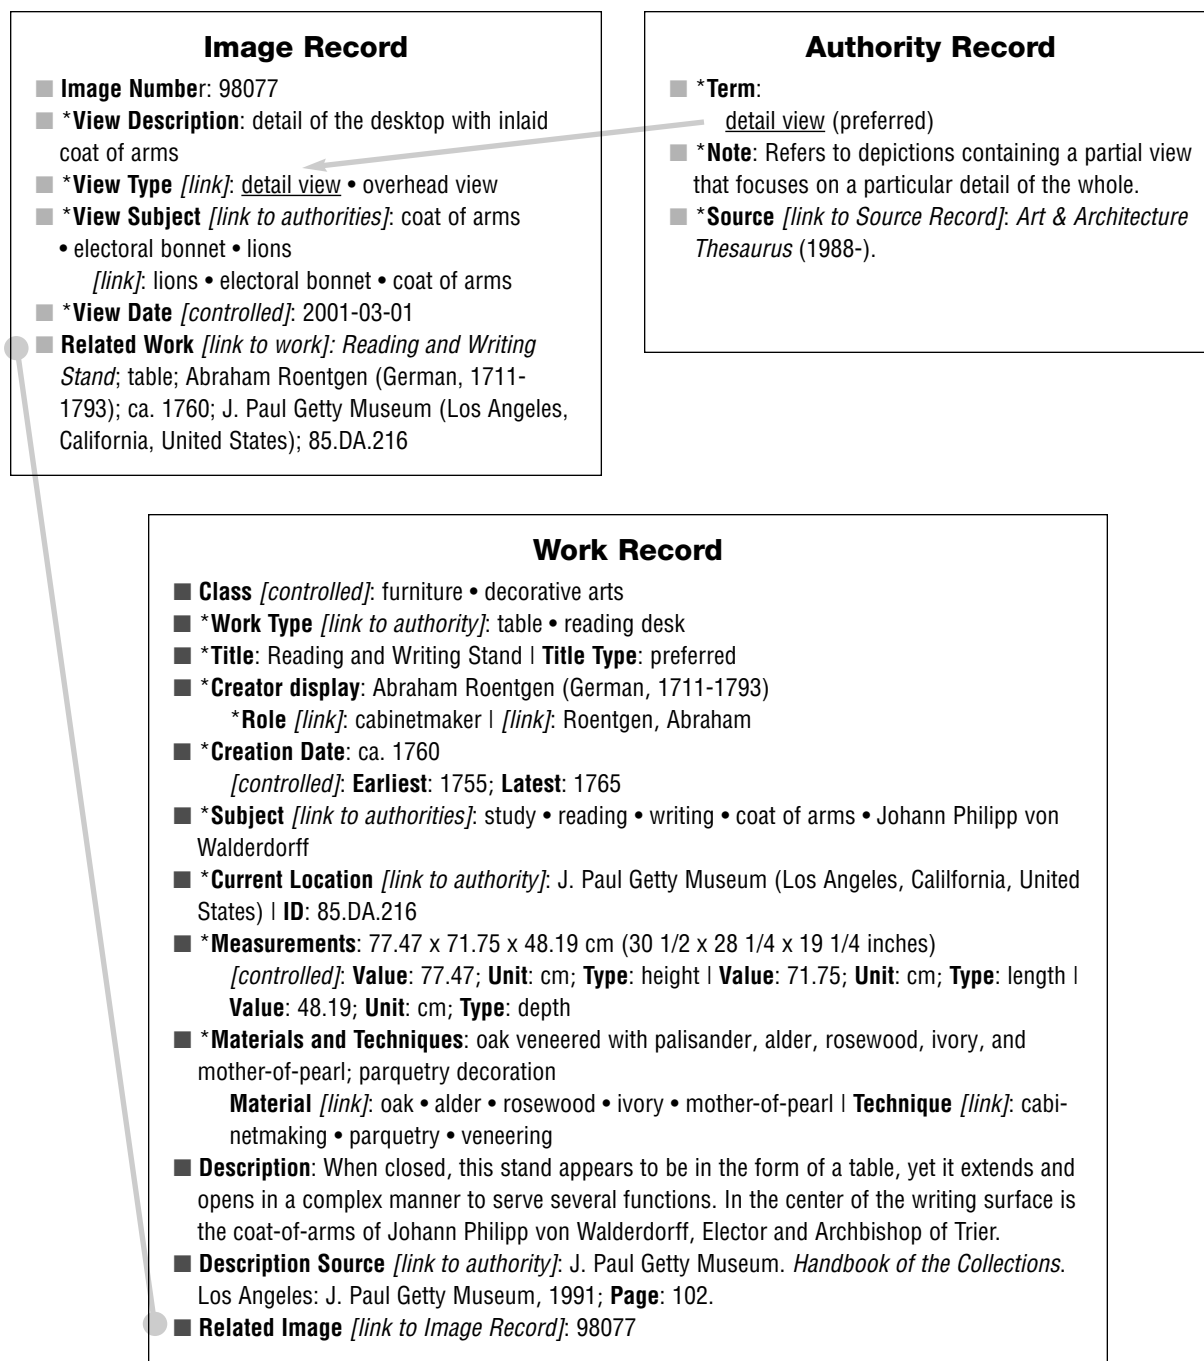 Image Record
■ Image Number: 98077
■ *View Description: detail of the desktop with inlaid
coat of arms
■ *View Type [link]: detail view • overhead view
■ *View Subject [link to authorities]: coat of arms
• electoral bonnet • lions
[link]: lions • electoral bonnet • coat of arms
■ *View Date [controlled]: 2001-03-01
■ Related Work [link to work]: Reading and Writing
Stand; table; Abraham Roentgen (German, 1711-
1793); ca. 1760; J. Paul Getty Museum (Los Angeles,
California, United States); 85.DA.216
Authority Record
■ *Term:
detail view (preferred)
■ *Note: Refers to depictions containing a partial view
that focuses on a particular detail of the whole.
■ *Source [link to Source Record]: Art & Architecture
Thesaurus (1988-).
Work Record
■ Class [controlled]: furniture • decorative arts
■ *Work Type [link to authority]: table • reading desk
■ *Title: Reading and Writing Stand | Title Type: preferred
■ *Creator display: Abraham Roentgen (German, 1711-1793)
*Role [link]: cabinetmaker | [link]: Roentgen, Abraham
■ *Creation Date: ca. 1760
[controlled]: Earliest: 1755; Latest: 1765
■ *Subject [link to authorities]: study • reading • writing • coat of arms • Johann Philipp von
Walderdorff
■ *Current Location [link to authority]: J. Paul Getty Museum (Los Angeles, Calilfornia, United
States) | ID: 85.DA.216
■ *Measurements: 77.47 x 71.75 x 48.19 cm (30 1/2 x 28 1/4 x 19 1/4 inches)
[controlled]: Value: 77.47; Unit: cm; Type: height | Value: 71.75; Unit: cm; Type: length |
Value: 48.19; Unit: cm; Type: depth
■ *Materials and Techniques: oak veneered with palisander, alder, rosewood, ivory, and
mother-of-pearl; parquetry decoration
Material [link]: oak • alder • rosewood • ivory • mother-of-pearl | Technique [link]: cabi-
netmaking • parquetry • veneering
■ Description: When closed, this stand appears to be in the form of a table, yet it extends and
opens in a complex manner to serve several functions. In the center of the writing surface is
the coat-of-arms of Johann Philipp von Walderdorff, Elector and Archbishop of Trier.
■ Description Source [link to authority]: J. Paul Getty Museum. Handbook of the Collections.
Los Angeles: J. Paul Getty Museum, 1991; Page: 102.
■ Related Image [link to Image Record]: 98077